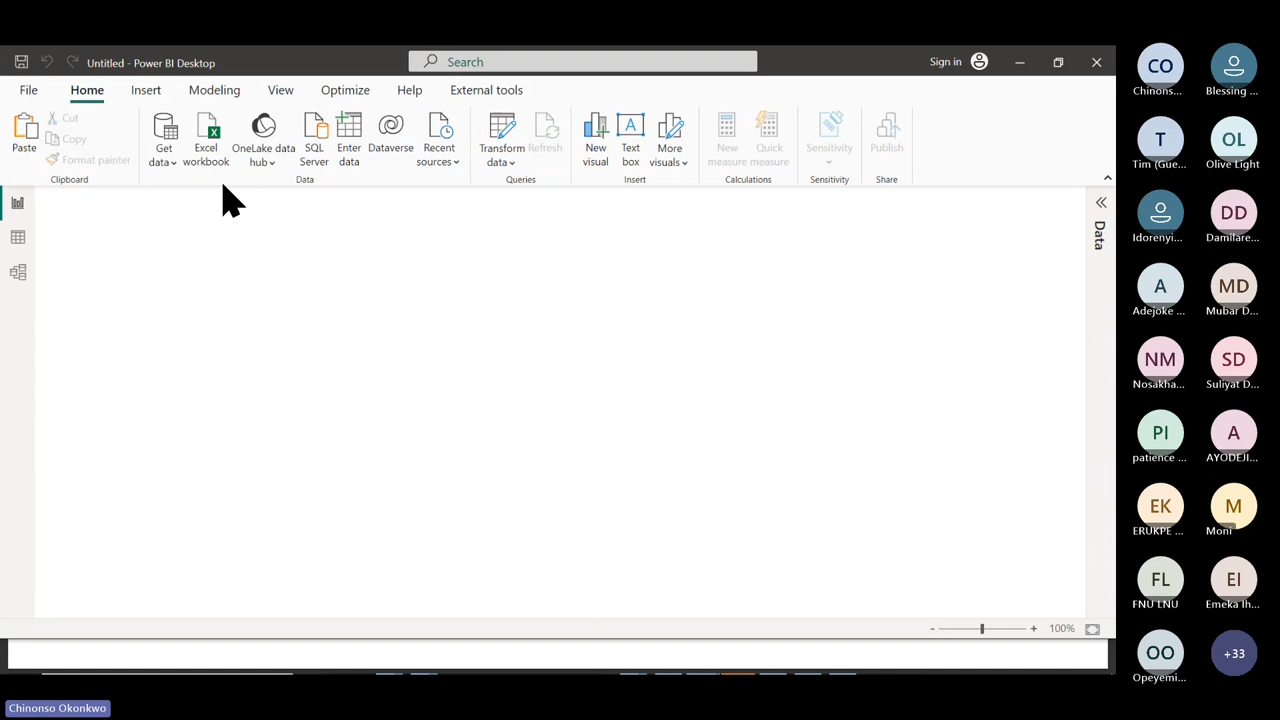 Untitled - Power BI Desktop
Search
Sign in
File Home Insert Modeling View Optimize Help External tools
Paste
Cut
Copy
Format painter
Clipboard
Get data
Excel workbook
OneLake data hub
SQL Server
Enter data
Dataverse
Recent sources
Data
Transform data
Refresh
Queries
New visual
Text box
More visuals
Insert
New measure
Quick measure
Calculations
Sensitivity
Sensitivity
Publish
Share
Data
- + 100%
CO
Chinons...
Blessing ...
T
Tim (Gue...
OL
Olive Light
Idorenyi...
DD
Damilare...
A
Adejoke ...
MD
Mubar D...
NM
Nosakha...
SD
Suliyat D...
PI
patience ...
A
AYODEJI...
EK
ERUKPE ...
M
Moni
FL
FNU LNU
EI
Emeka Ih...
OO
Opeyemi...
+33
Chinonso Okonkwo